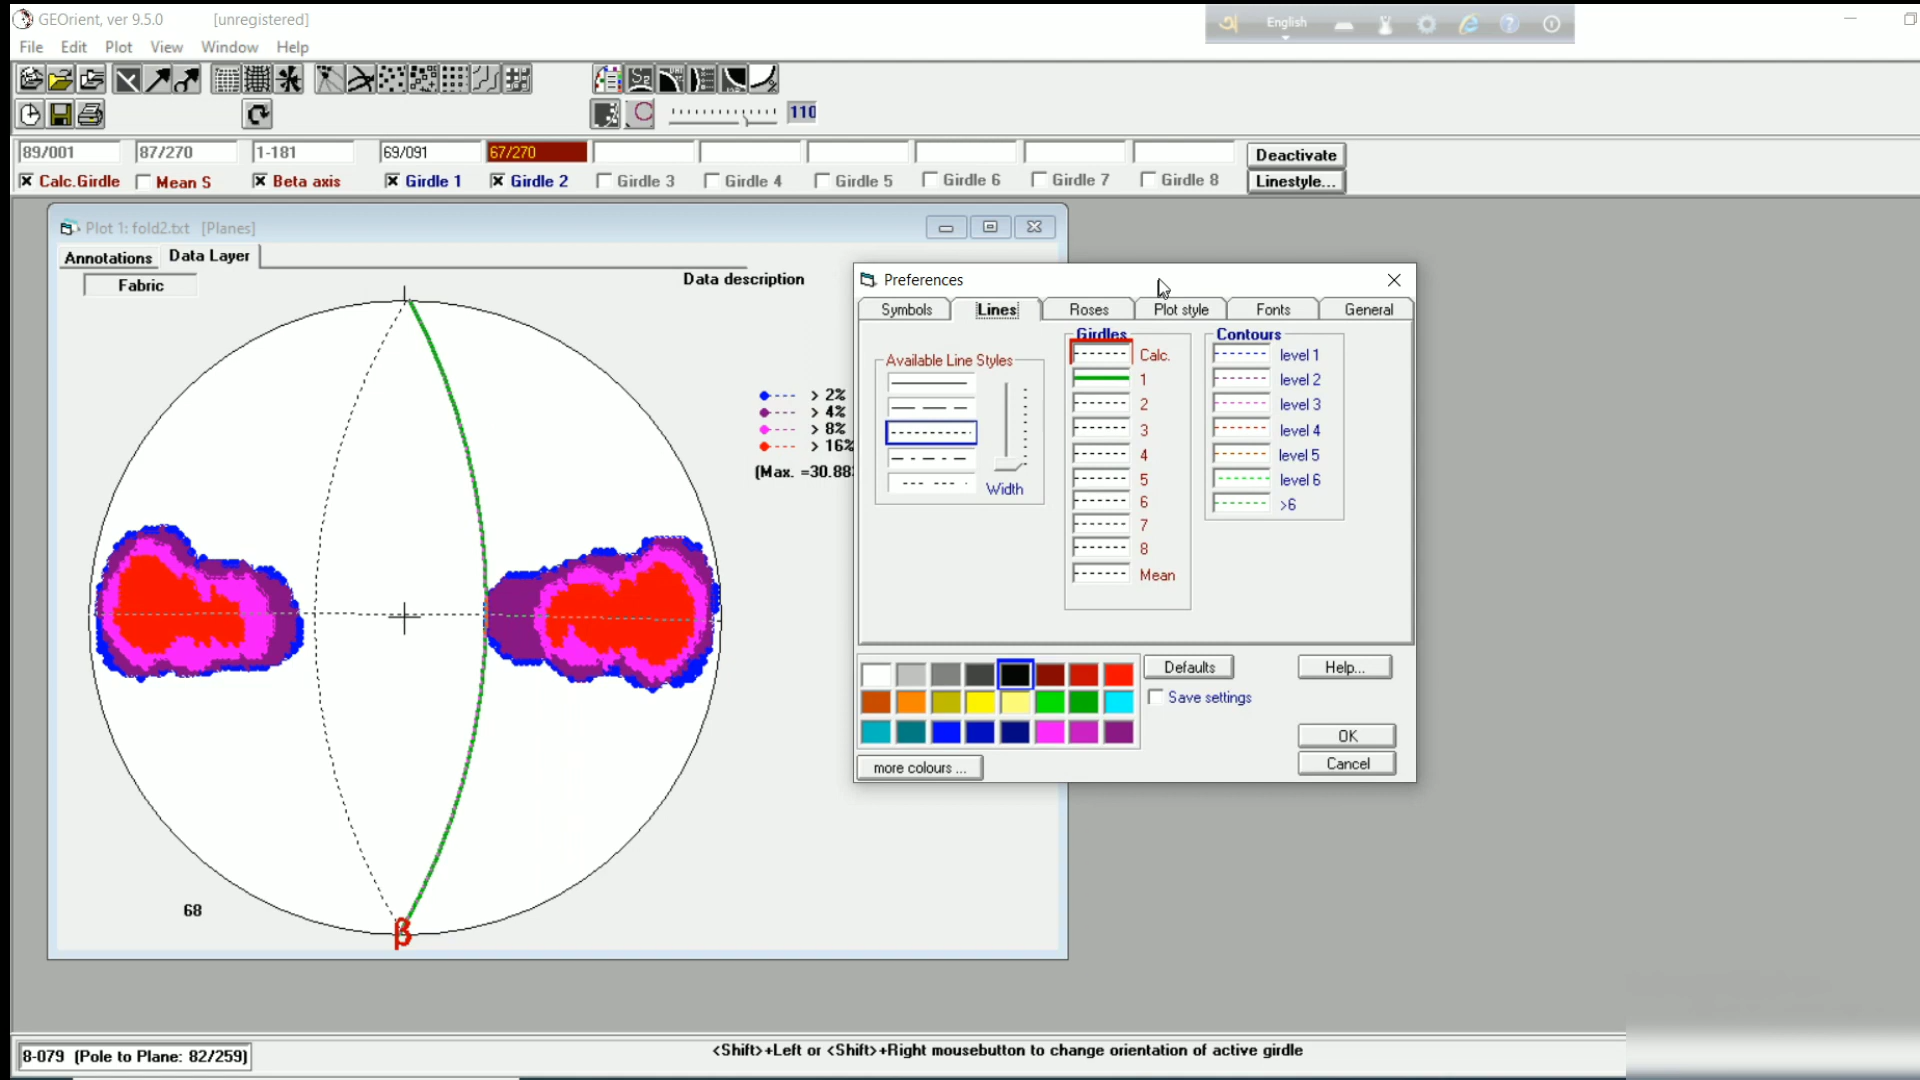 GEOrient, ver 9.5.0 [unregistered]
English
File Edit Plot View Window Help
110
89/001 87/270 1-181 69/091 67/270
Deactivate
Calc.Girdle Mean S Beta axis Girdle 1 Girdle 2 Girdle 3 Girdle 4 Girdle 5 Girdle 6 Girdle 7 Girdle 8
Linestyle...
Plot 1: fold2.txt [Planes]
Annotations Data Layer
Fabric
Data description
> 2%
> 4%
> 8%
> 16%
(Max. =30.88
68
β
Preferences
Symbols Lines Roses Plot style Fonts General
Available Line Styles
Width
Girdles
Calc.
1
2
3
4
5
6
7
8
Mean
Contours
level 1
level 2
level 3
level 4
level 5
level 6
>6
Defaults
Help...
Save settings
OK
Cancel
more colours ...
8-079 (Pole to Plane: 82/259)
<Shift>+Left or <Shift>+Right mousebutton to change orientation of active girdle